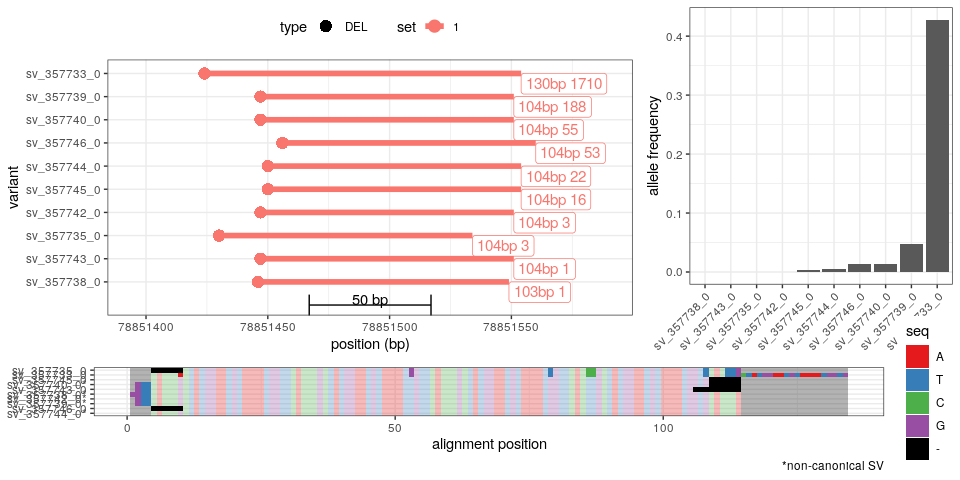 type DEL set 1
variant
sv_357733_0 130bp 1710
sv_357739_0 104bp 188
sv_357740_0 104bp 55
sv_357746_0 104bp 53
sv_357744_0 104bp 22
sv_357745_0 104bp 16
sv_357742_0 104bp 3
sv_357735_0 104bp 3
sv_357743_0 104bp 1
sv_357738_0 103bp 1
50 bp
78851400 78851450 78851500 78851550
position (bp)
allele frequency
0.4
0.3
0.2
0.1
0.0
sv_357738_0 sv_357743_0 sv_357735_0 sv_357742_0 sv_357745_0 sv_357744_0 sv_357746_0 sv_357740_0 sv_357739_0
seq
A
T
C
G
-
sv_357744_0
0 50 100
alignment position
*non-canonical SV